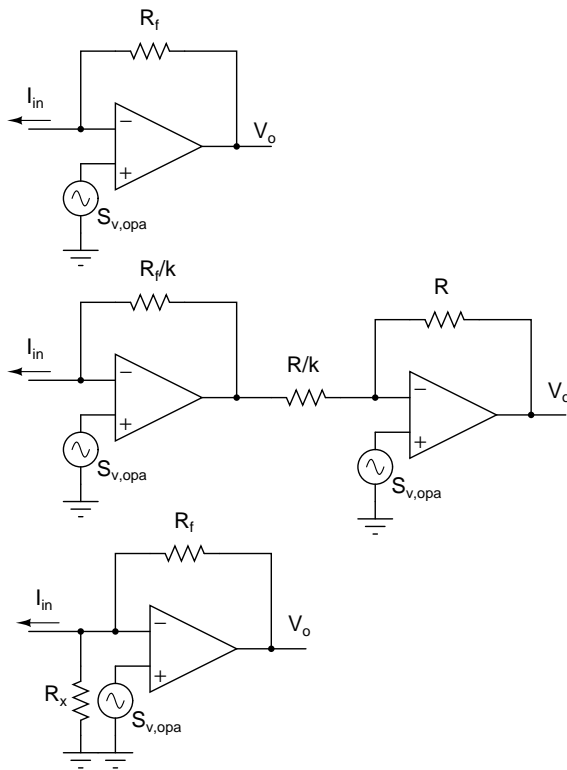 R_f
I_in
−
V_o
+
S_v,opa
R_f/k
R
I_in
−
R/k
−
V_o
+
+
S_v,opa
S_v,opa
R_f
I_in
−
V_o
+
R_x
S_v,opa